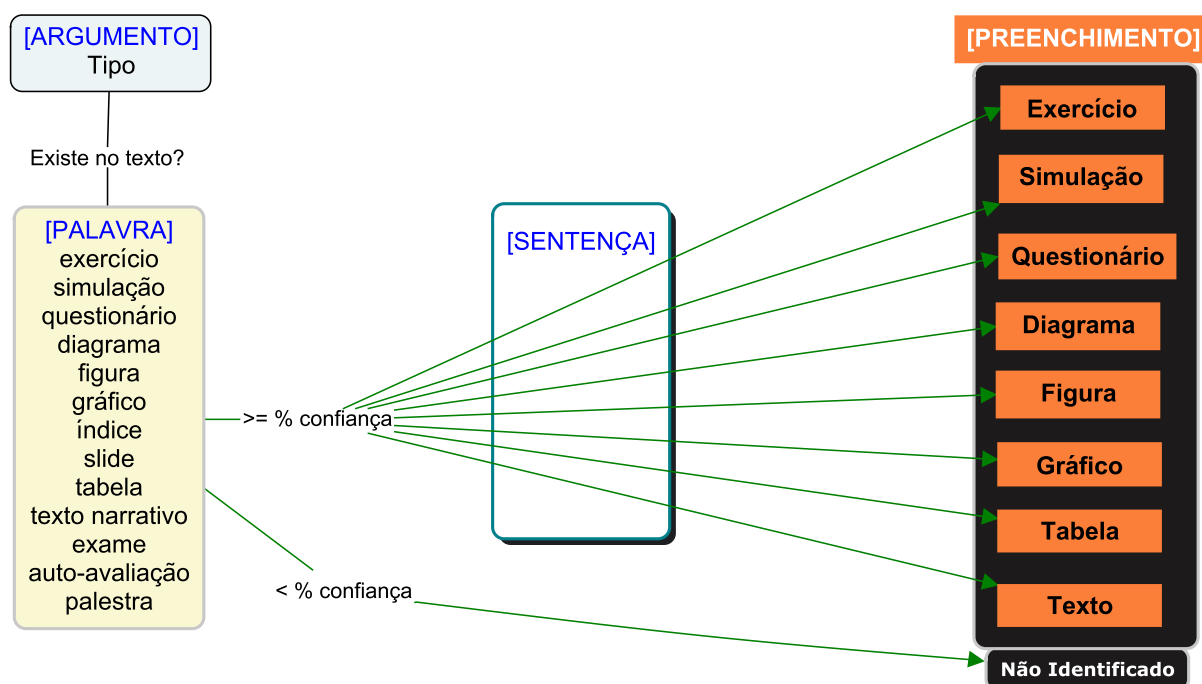 [ARGUMENTO]
Tipo
Existe no texto?
[PALAVRA]
exercício
simulação
questionário
diagrama
figura
gráfico
índice
slide
tabela
texto narrativo
exame
auto-avaliação
palestra
>= % confiança
< % confiança
[SENTENÇA]
[PREENCHIMENTO]
Exercício
Simulação
Questionário
Diagrama
Figura
Gráfico
Tabela
Texto
Não Identificado